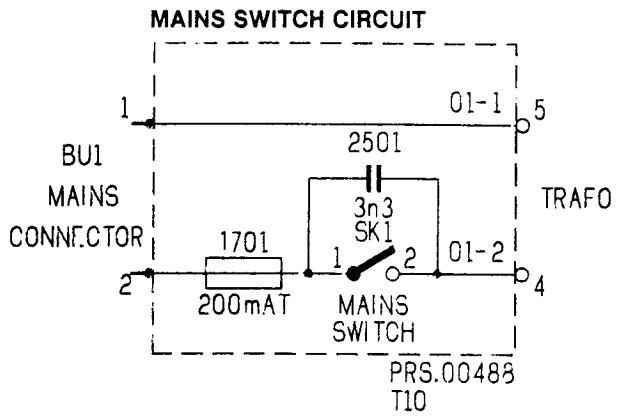 MAINS SWITCH CIRCUIT
1
01-1
5
BU1
MAINS
CONNECTOR
2501
3n3
SK1
TRAFO
1701
1
2
01-2
2
200mAT
4
MAINS
SWITCH
PRS.00488
T10